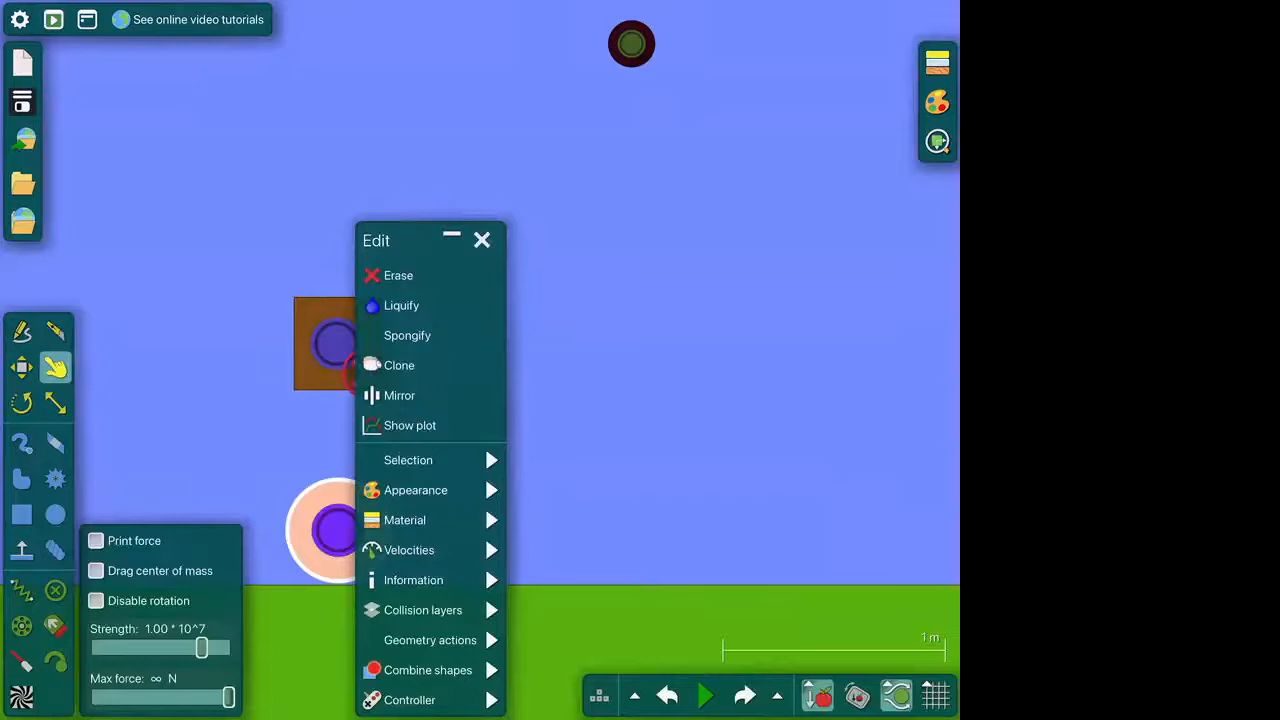 See online video tutorials
Edit
Erase
Liquify
Spongify
Clone
Mirror
Show plot
Selection
Appearance
Material
Velocities
Information
Collision layers
Geometry actions
Combine shapes
Controller
Print force
Drag center of mass
Disable rotation
Strength: 1.00 * 10^7
Max force: ∞ N
1 m